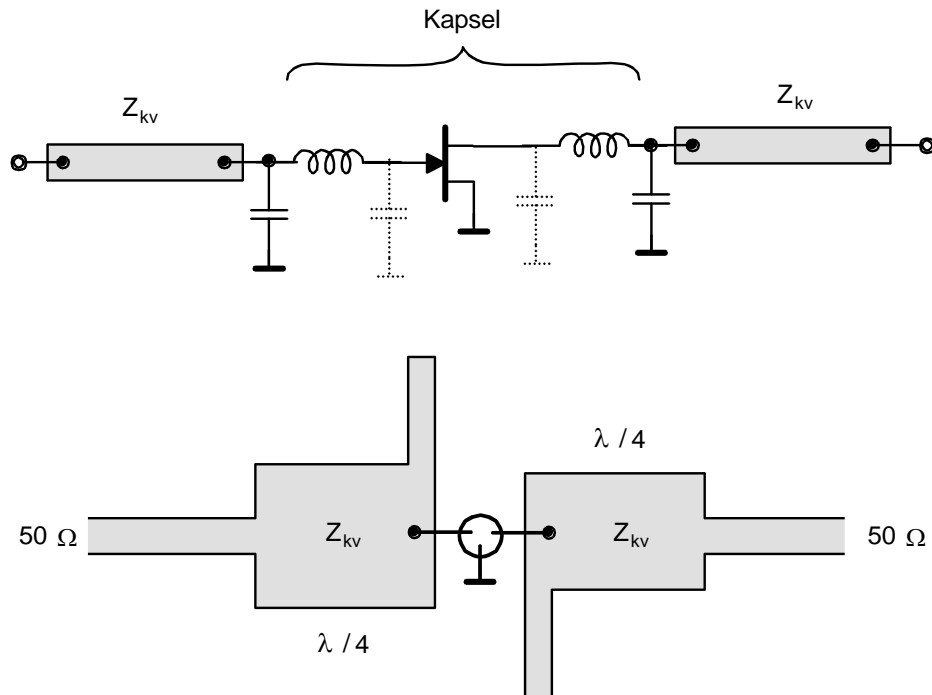 Kapsel
Z_kv
Z_kv
λ / 4
50 Ω
Z_kv
Z_kv
50 Ω
λ / 4